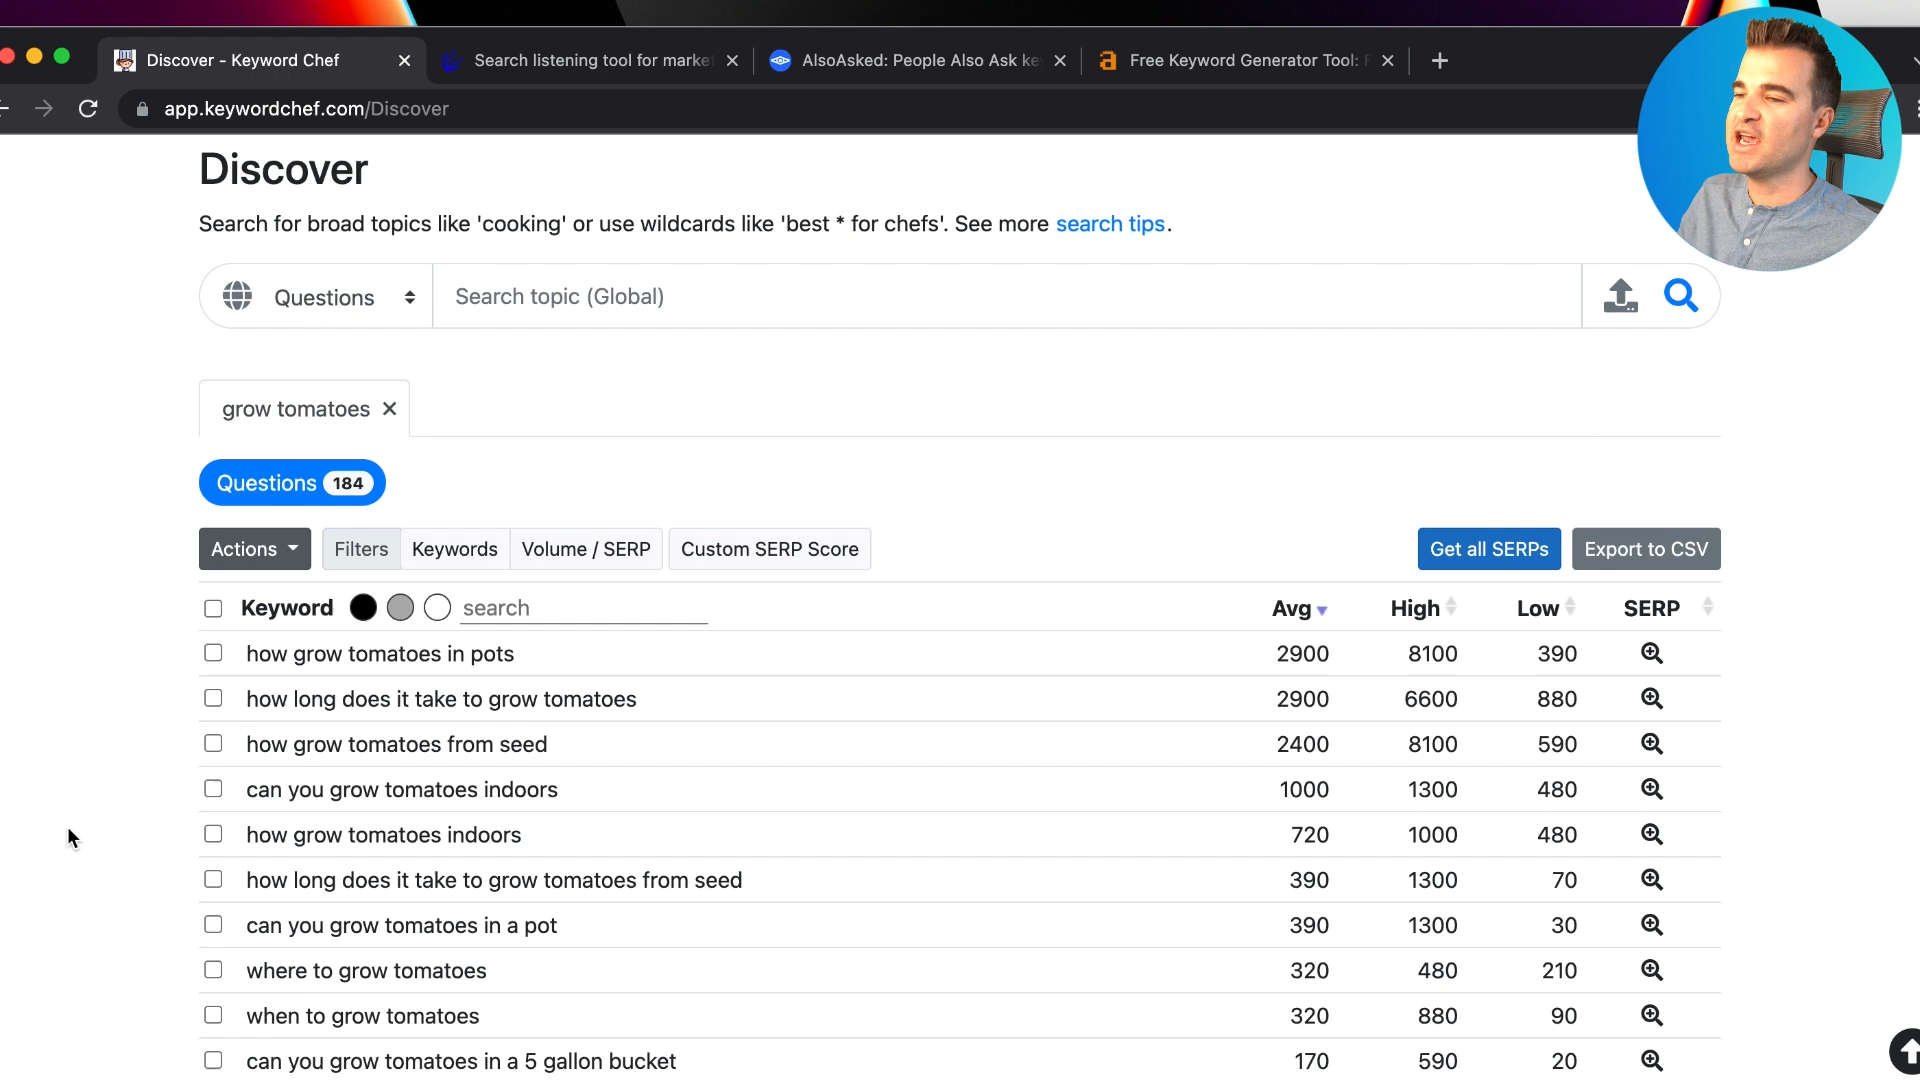 Discover - Keyword Chef
Search listening tool for market
AlsoAsked: People Also Ask ke
Free Keyword Generator Tool: F
app.keywordchef.com/Discover
Discover
Search for broad topics like 'cooking' or use wildcards like 'best * for chefs'. See more search tips.
Questions Search topic (Global)
grow tomatoes
Questions 184
Actions Filters Keywords Volume / SERP Custom SERP Score Get all SERPs Export to CSV
Keyword search Avg High Low SERP
how grow tomatoes in pots 2900 8100 390
how long does it take to grow tomatoes 2900 6600 880
how grow tomatoes from seed 2400 8100 590
can you grow tomatoes indoors 1000 1300 480
how grow tomatoes indoors 720 1000 480
how long does it take to grow tomatoes from seed 390 1300 70
can you grow tomatoes in a pot 390 1300 30
where to grow tomatoes 320 480 210
when to grow tomatoes 320 880 90
can you grow tomatoes in a 5 gallon bucket 170 590 20